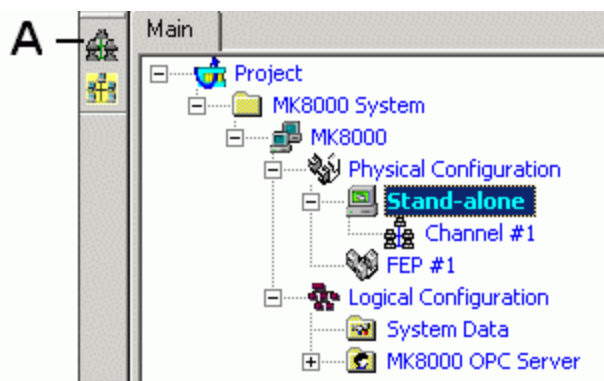 A
Main
Project
MK8000 System
MK8000
Physical Configuration
Stand-alone
Channel #1
FEP #1
Logical Configuration
System Data
MK8000 OPC Server